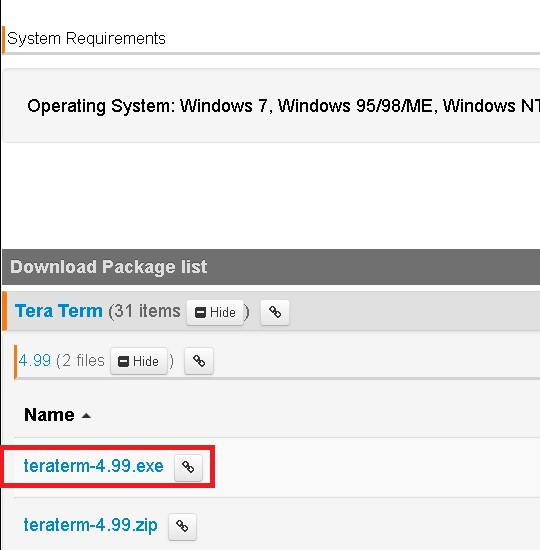 System Requirements
Operating System: Windows 7, Windows 95/98/ME, Windows NT
Download Package list
Tera Term (31 items Hide )
4.99 (2 files Hide )
Name
teraterm-4.99.exe
teraterm-4.99.zip